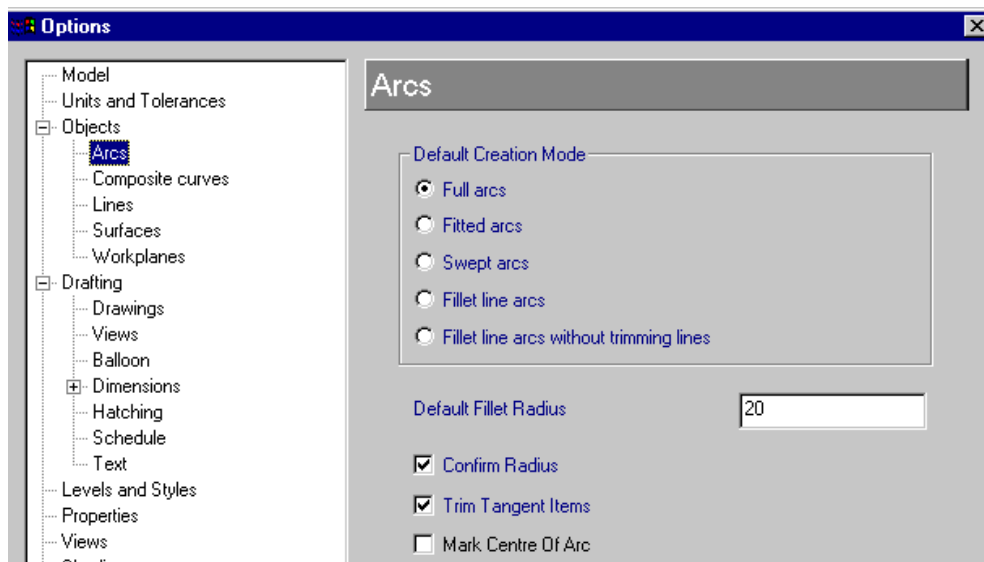 Options
Model
Units and Tolerances
Objects
Arcs
Composite curves
Lines
Surfaces
Workplanes
Drafting
Drawings
Views
Balloon
Dimensions
Hatching
Schedule
Text
Levels and Styles
Properties
Views
Arcs
Default Creation Mode
Full arcs
Fitted arcs
Swept arcs
Fillet line arcs
Fillet line arcs without trimming lines
Default Fillet Radius
20
Confirm Radius
Trim Tangent Items
Mark Centre Of Arc